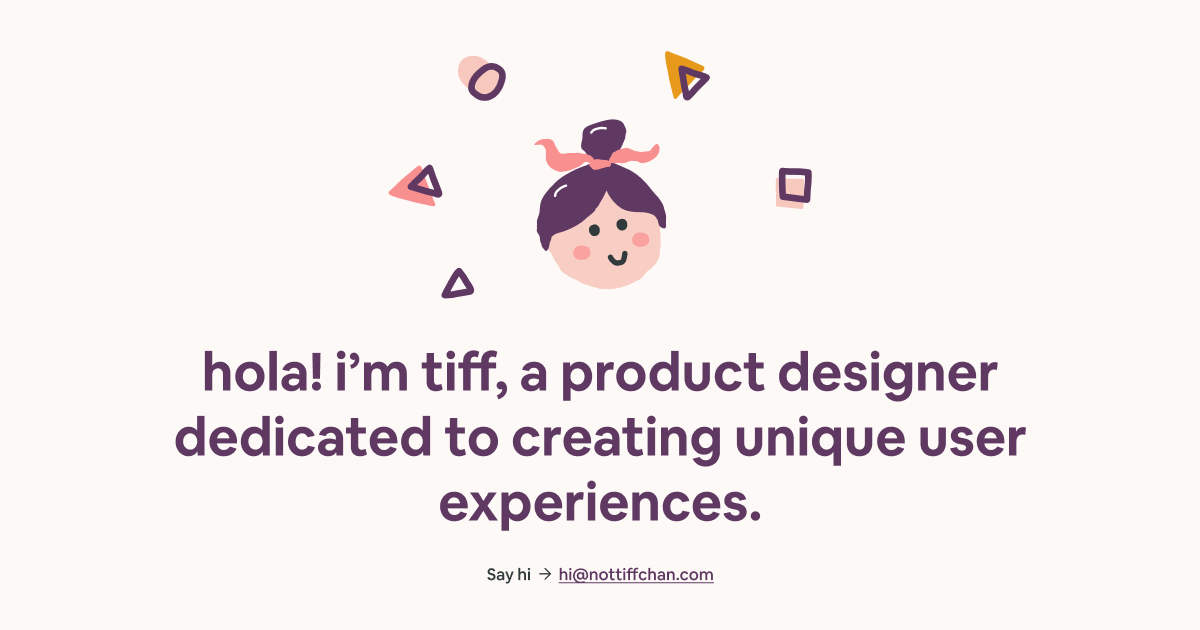 hola! i’m tiff, a product designer
dedicated to creating unique user
experiences.
Say hi → hi@nottiffchan.com